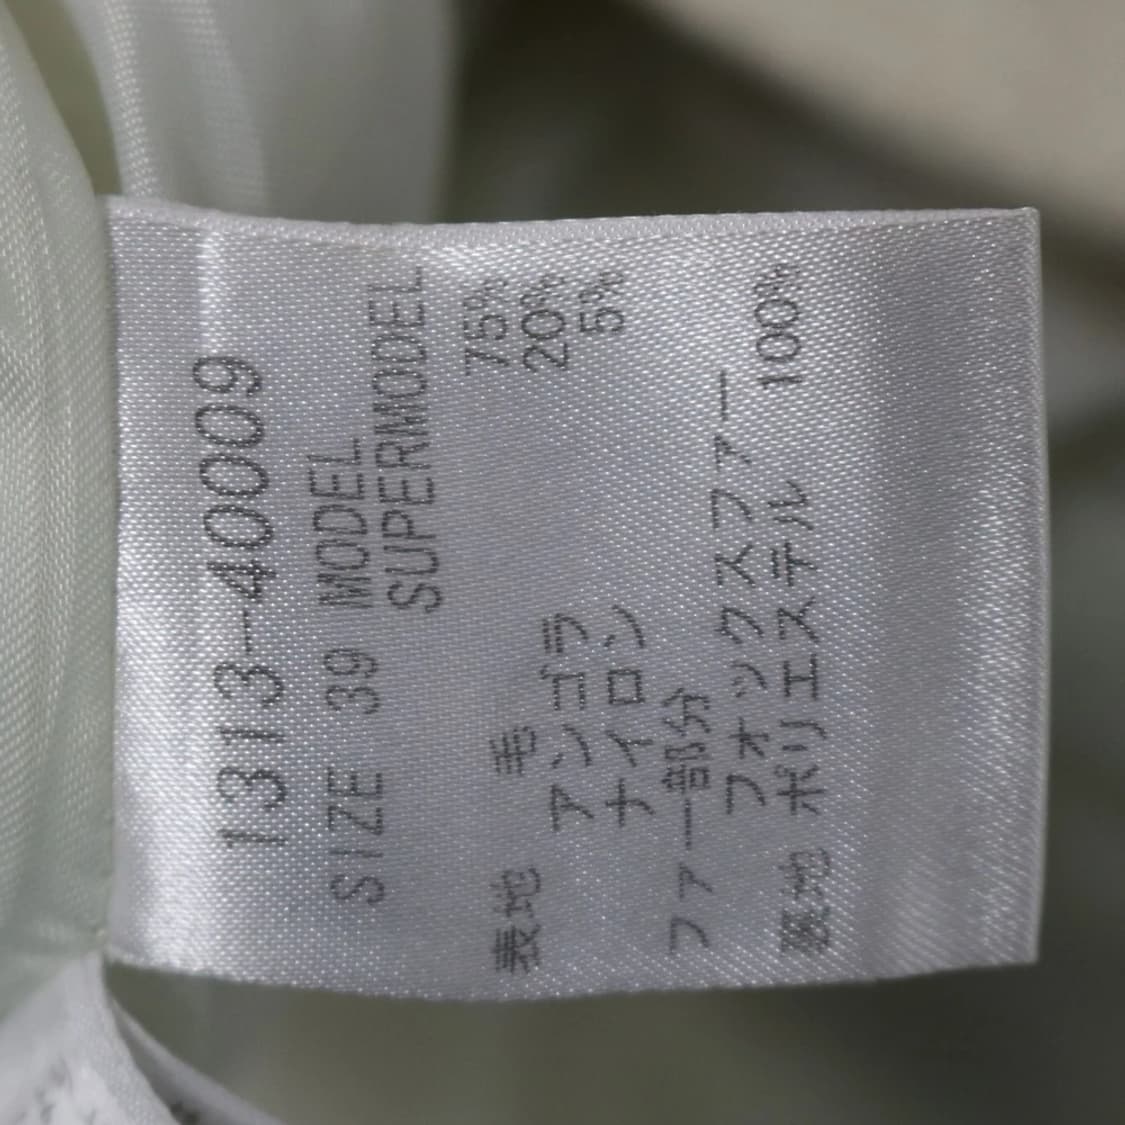 1313-40009
SIZE 39 MODEL
SUPERMODEL
表地 毛 75%
アンゴラ 20%
ナイロン 5%
ファー部分
フオックスファー
裏地 ポリエステル 100%